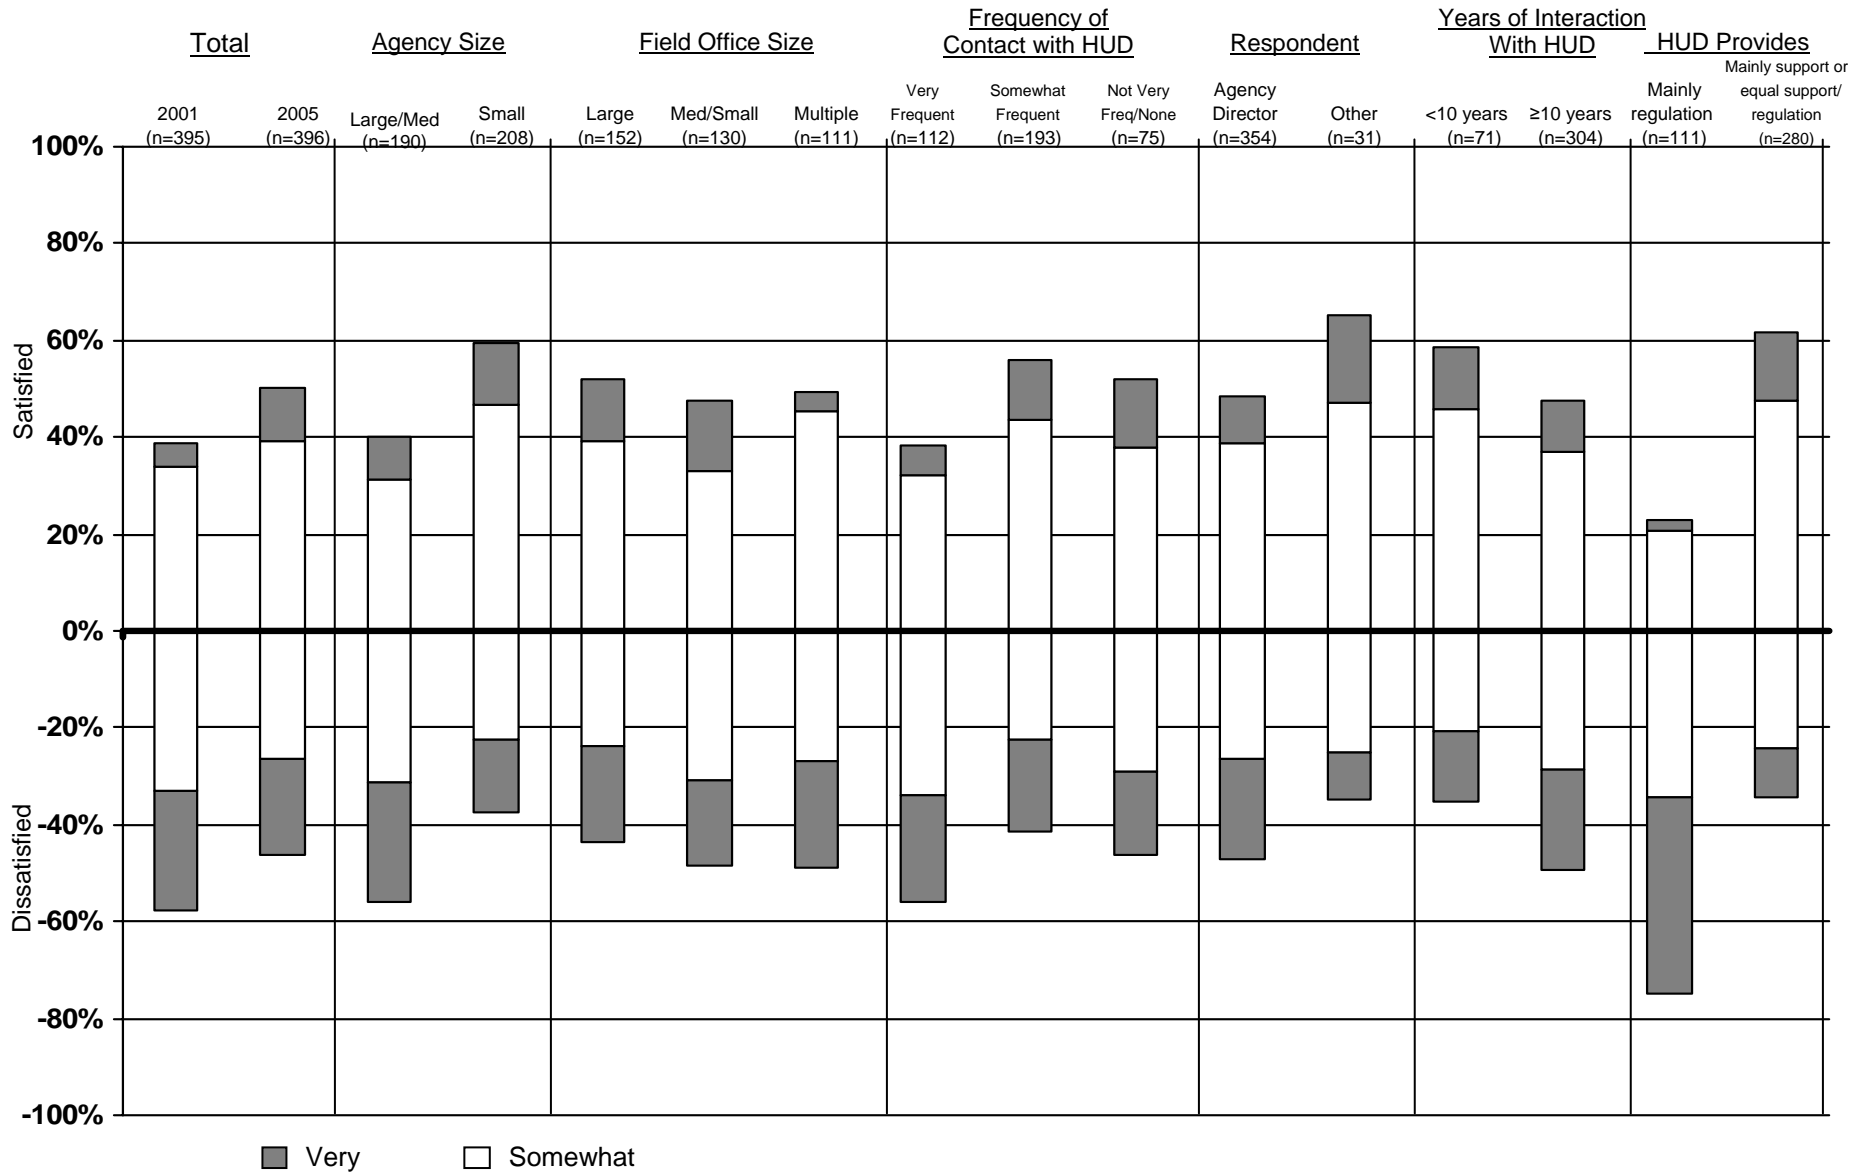 Total
Agency Size
Field Office Size
Frequency of
Contact with HUD
Respondent
Years of Interaction
With HUD
HUD Provides
2001
(n=395)
2005
(n=396)
Large/Med
(n=190)
Small
(n=208)
Large
(n=152)
Med/Small
(n=130)
Multiple
(n=111)
Very
Frequent
(n=112)
Somewhat
Frequent
(n=193)
Not Very
Freq/None
(n=75)
Agency
Director
(n=354)
Other
(n=31)
<10 years
(n=71)
≥10 years
(n=304)
Mainly
regulation
(n=111)
Mainly support or
equal support/
regulation
(n=280)
100%
80%
60%
40%
20%
0%
-20%
-40%
-60%
-80%
-100%
Satisfied
Dissatisfied
Very
Somewhat